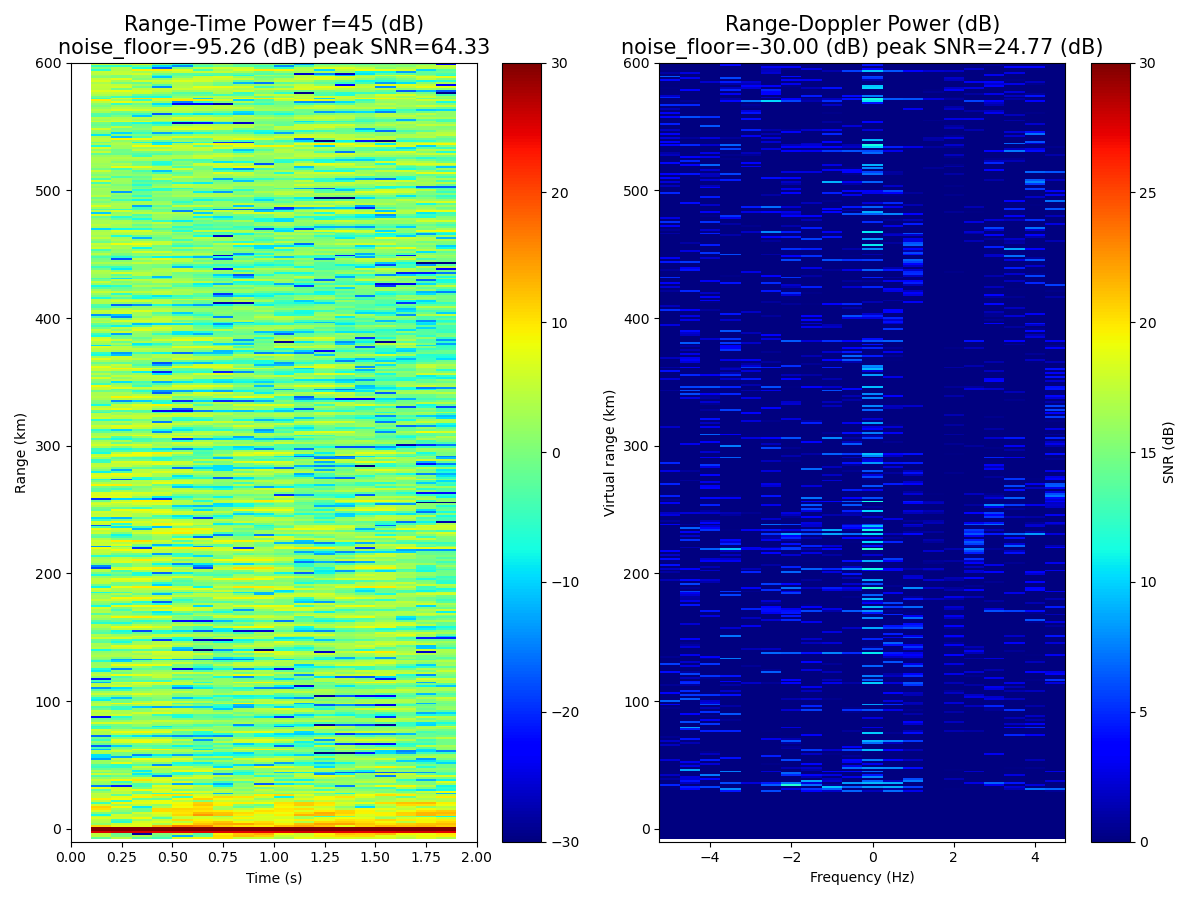 Range-Time Power f=45 (dB)
noise_floor=-95.26 (dB) peak SNR=64.33
Range (km)
600
500
400
300
200
100
0
0.00 0.25 0.50 0.75 1.00 1.25 1.50 1.75 2.00
Time (s)
30
20
10
0
−10
−20
−30
Range-Doppler Power (dB)
noise_floor=-30.00 (dB) peak SNR=24.77 (dB)
Virtual range (km)
600
500
400
300
200
100
0
−4 −2 0 2 4
Frequency (Hz)
30
25
20
15
10
5
0
SNR (dB)